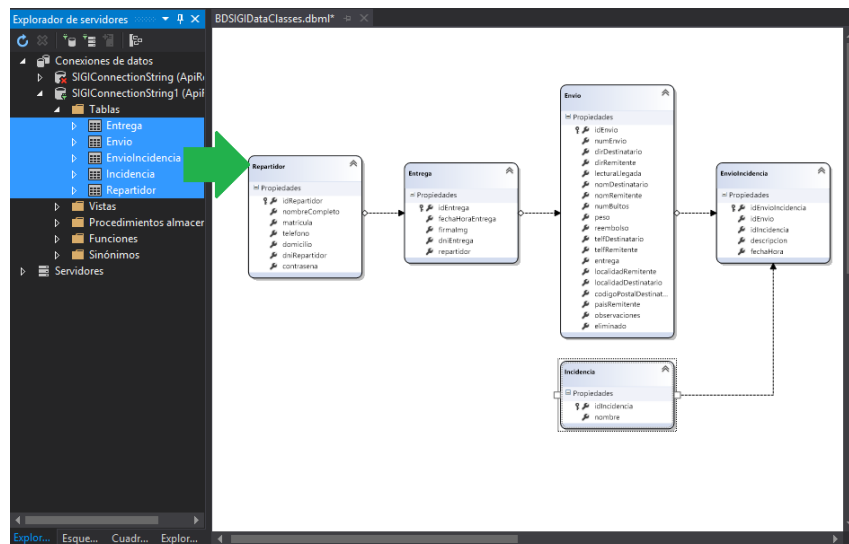 Explorador de servidores
Conexiones de datos
SIGIConnectionString (ApiRe
SIGIConnectionString1 (ApiF
Tablas
Entrega
Envio
EnvioIncidencia
Incidencia
Repartidor
Vistas
Procedimientos almacer
Funciones
Sinónimos
Servidores
Explor...
Esque...
Cuadr...
Explor...
BDSIGIDataClasses.dbml*
Repartidor
Propiedades
idRepartidor
nombreCompleto
matricula
telefono
domicilio
dniRepartidor
contrasena
Entrega
Propiedades
idEntrega
fechaHoraEntrega
firmaImg
dniEntrega
repartidor
Envio
Propiedades
idEnvio
numEnvio
dirDestinatario
dirRemitente
lecturaLlegada
nomDestinatario
nomRemitente
numBultos
peso
reembolso
telfDestinatario
telfRemitente
entrega
localidadRemitente
localidadDestinatario
codigoPostalDestinat...
paisRemitente
observaciones
eliminado
EnvioIncidencia
Propiedades
idEnvioIncidencia
idEnvio
idIncidencia
descripcion
fechaHora
Incidencia
Propiedades
idIncidencia
nombre